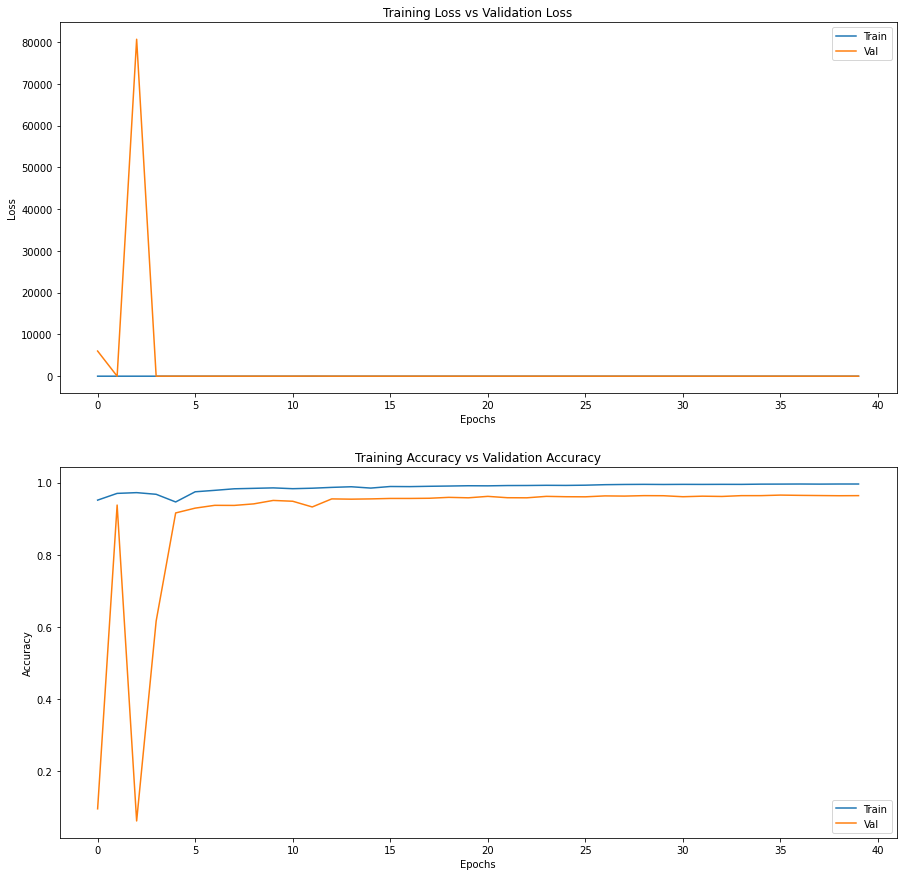 Training Loss vs Validation Loss
Train
Val
80000
70000
60000
50000
40000
30000
20000
10000
0
Loss
0 5 10 15 20 25 30 35 40
Epochs
Training Accuracy vs Validation Accuracy
1.0
0.8
0.6
0.4
0.2
Accuracy
Train
Val
0 5 10 15 20 25 30 35 40
Epochs